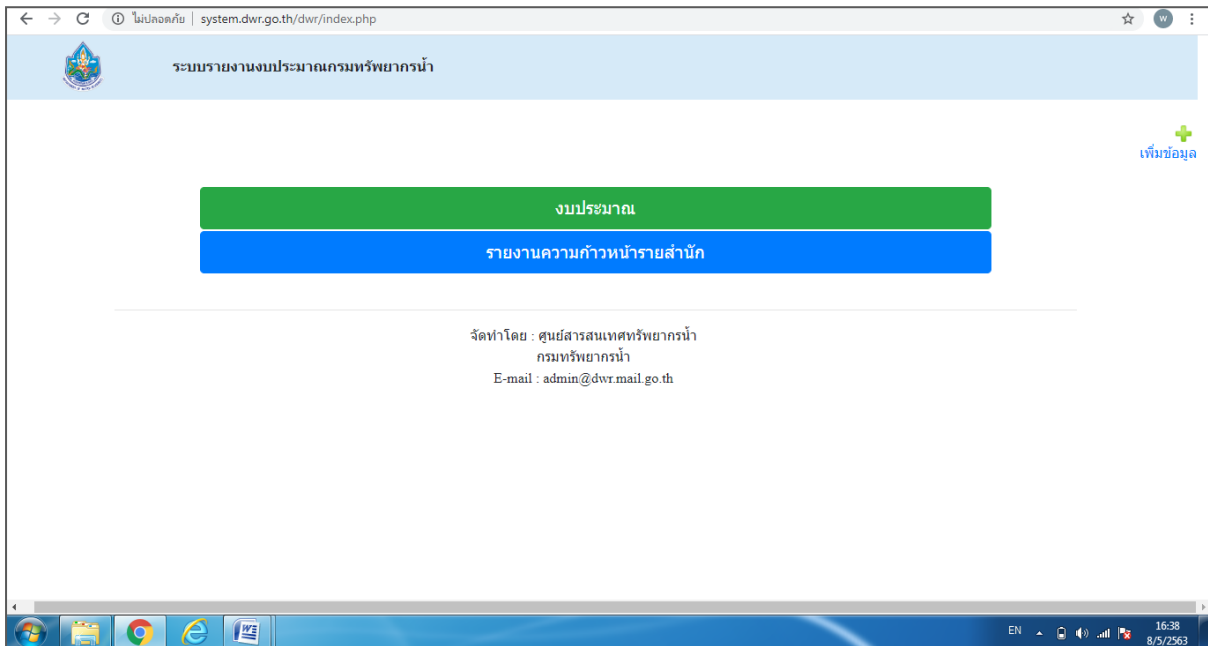 ไม่ปลอดภัย | system.dwr.go.th/dwr/index.php
W
ระบบรายงานงบประมาณกรมทรัพยากรน้ำ
เพิ่มข้อมูล
งบประมาณ
รายงานความก้าวหน้ารายสำนัก
จัดทำโดย : ศูนย์สารสนเทศทรัพยากรน้ำ
กรมทรัพยากรน้ำ
E-mail : admin@dwr.mail.go.th
EN
16:38
8/5/2563